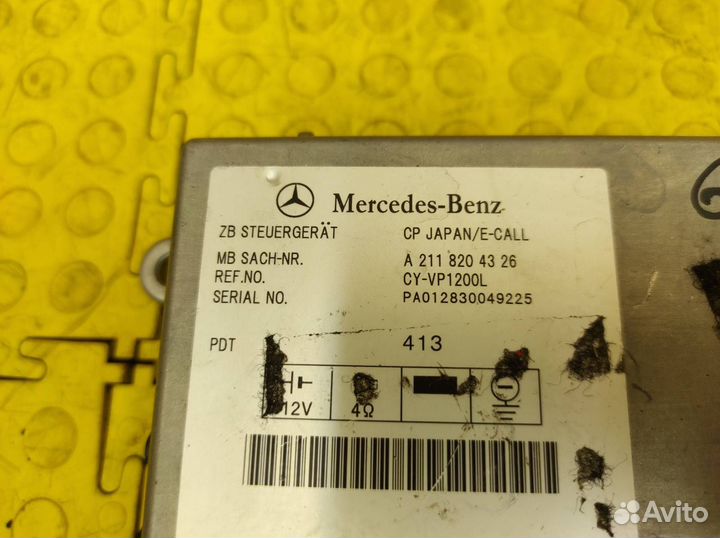 Mercedes-Benz
ZB STEUERGERÄT CP JAPAN/E-CALL
MB SACH-NR. A 211 820 43 26
REF.NO. CY-VP1200L
SERIAL NO. PA012830049225
PDT 413
12V 4Ω
Avito